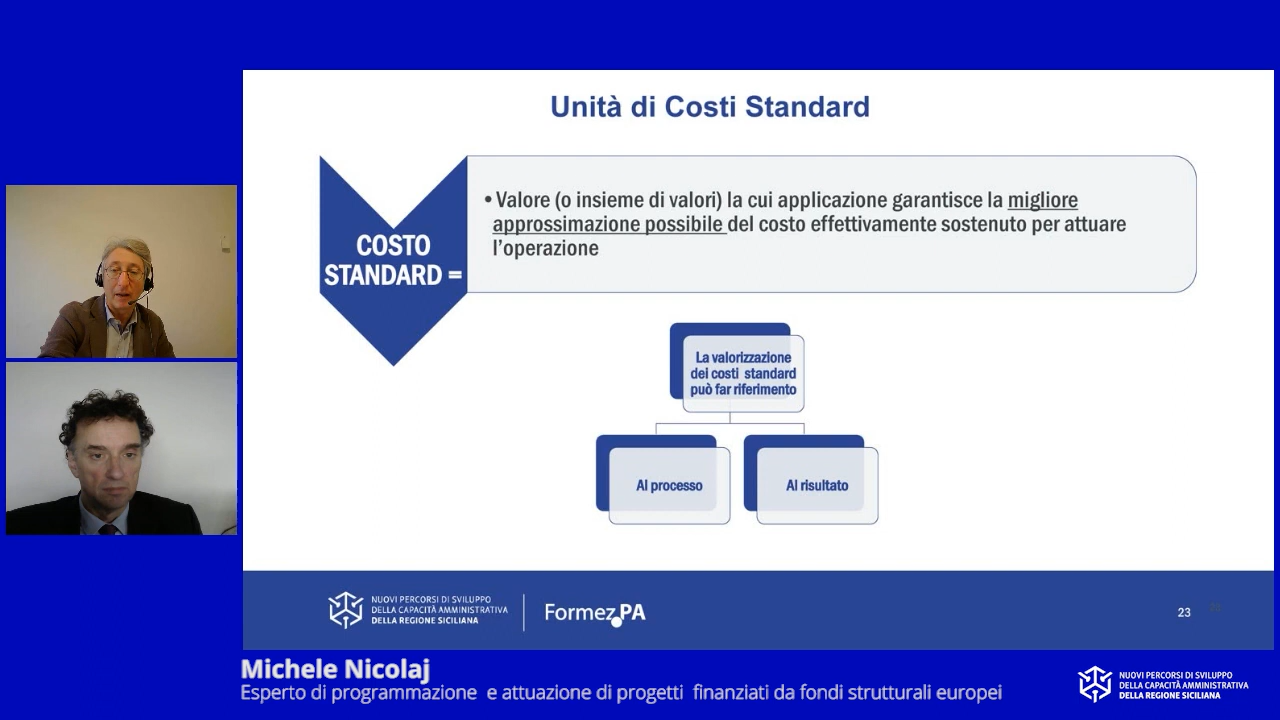 Unità di Costi Standard
COSTO
STANDARD =
•Valore (o insieme di valori) la cui applicazione garantisce la migliore
approssimazione possibile del costo effettivamente sostenuto per attuare
l'operazione
La valorizzazione
dei costi standard
può far riferimento
Al processo
Al risultato
NUOVI PERCORSI DI SVILUPPO
DELLA CAPACITÀ AMMINISTRATIVA
DELLA REGIONE SICILIANA
Formez.PA
23
Michele Nicolaj
Esperto di programmazione e attuazione di progetti finanziati da fondi strutturali europei
NUOVI PERCORSI DI SVILUPPO
DELLA CAPACITÀ AMMINISTRATIVA
DELLA REGIONE SICILIANA